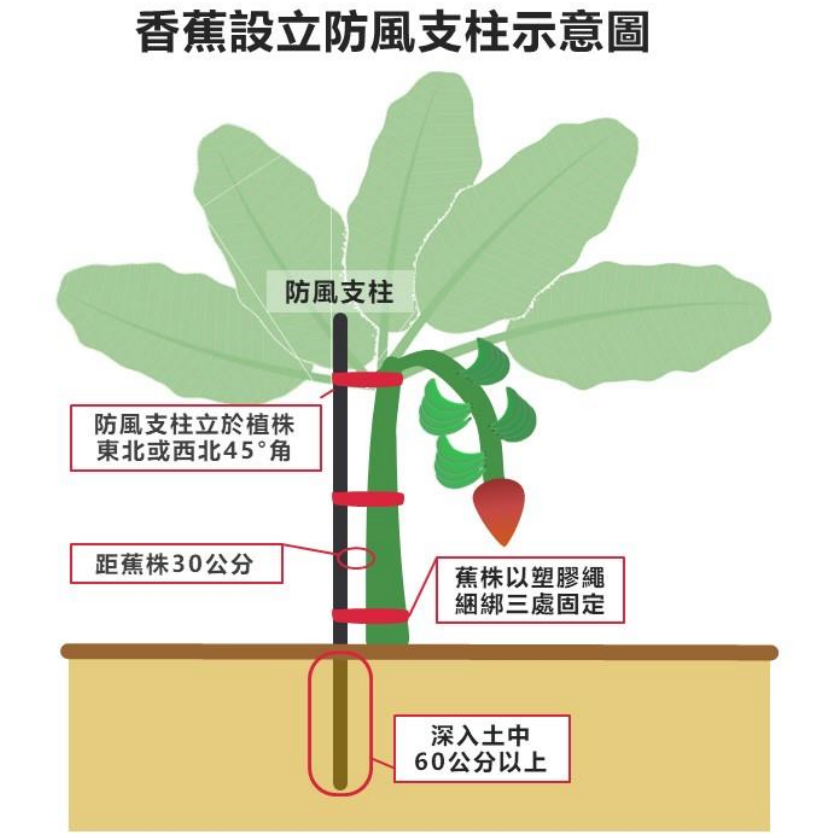 香蕉設立防風支柱示意圖
防風支柱
防風支柱立於植株
東北或西北45°角
距蕉株30公分
蕉株以塑膠繩
綑綁三處固定
深入土中
60公分以上